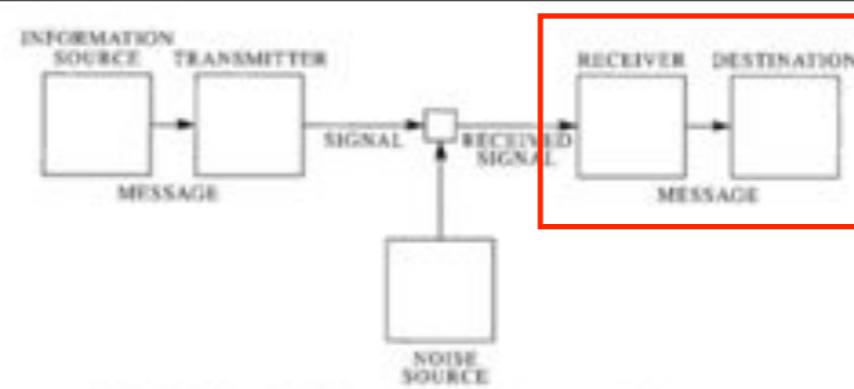 INFORMATION
SOURCE
TRANSMITTER
RECEIVER
DESTINATION
SIGNAL
RECEIVED
SIGNAL
MESSAGE
MESSAGE
NOISE
SOURCE